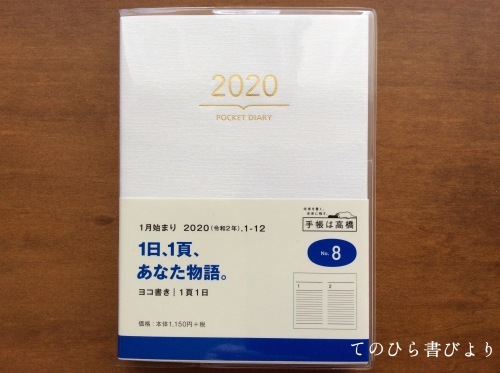 2020
POCKET DIARY
1月始まり 2020(令和2年).1-12
1日、1頁、
あなた物語。
ヨコ書き|1頁1日
価格:本体1,150円+税
手帳は高橋
No. 8
1
2
てのひら書びより